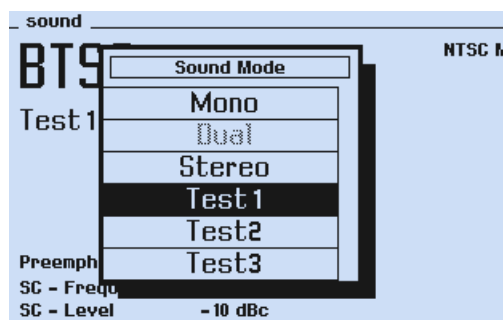 sound
BTS
NTSC M
Sound Mode
Mono
Test 1
Dual
Stereo
Test 1
Test2
Preemph
Test3
SC - Frequ
SC - Level -10 dBc